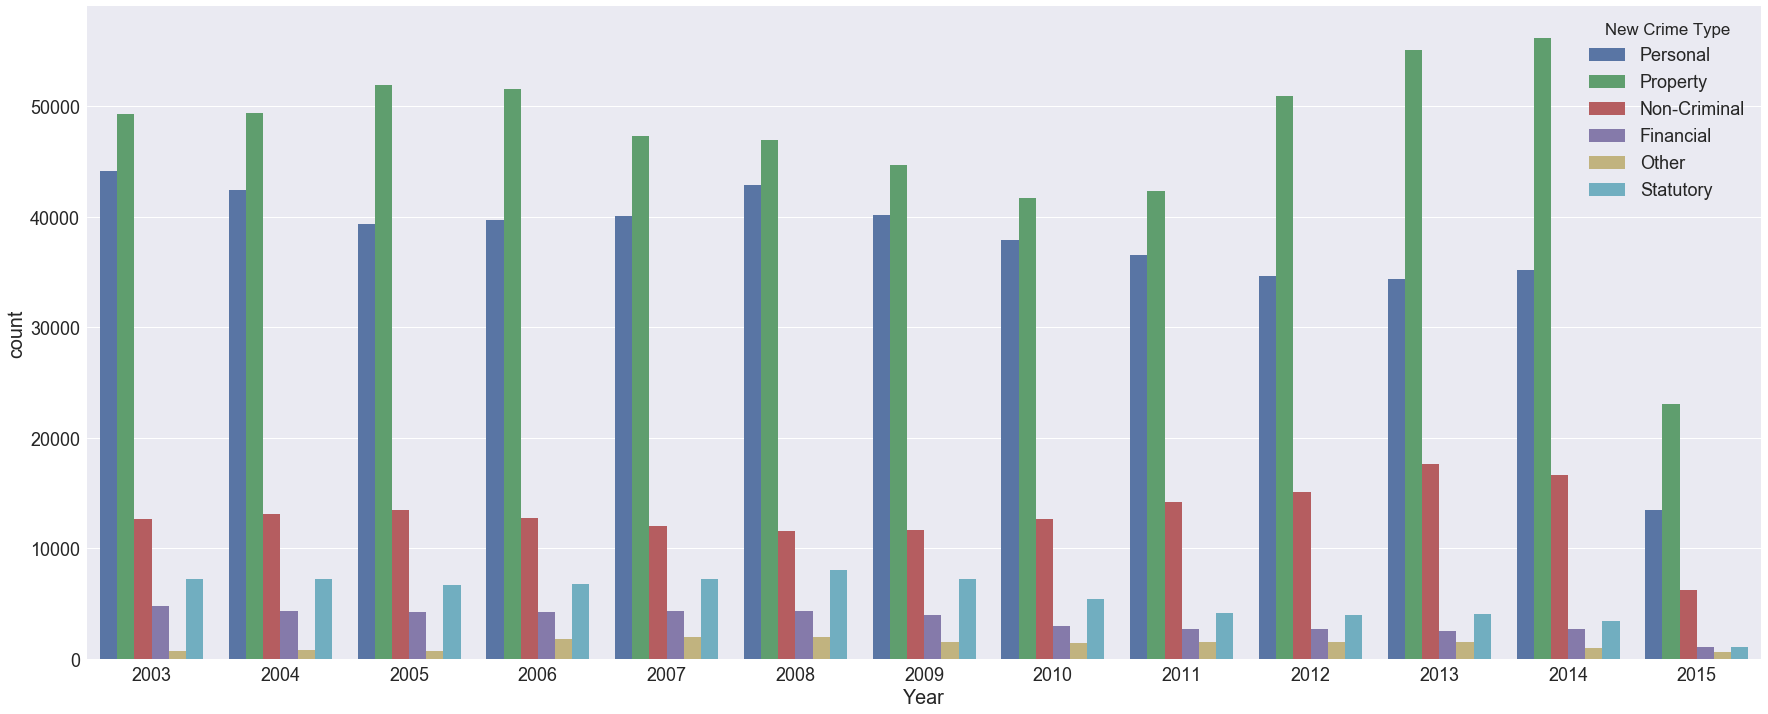 New Crime Type
Personal
Property
Non-Criminal
Financial
Other
Statutory
count
50000
40000
30000
20000
10000
0
2003 2004 2005 2006 2007 2008 2009 2010 2011 2012 2013 2014 2015
Year